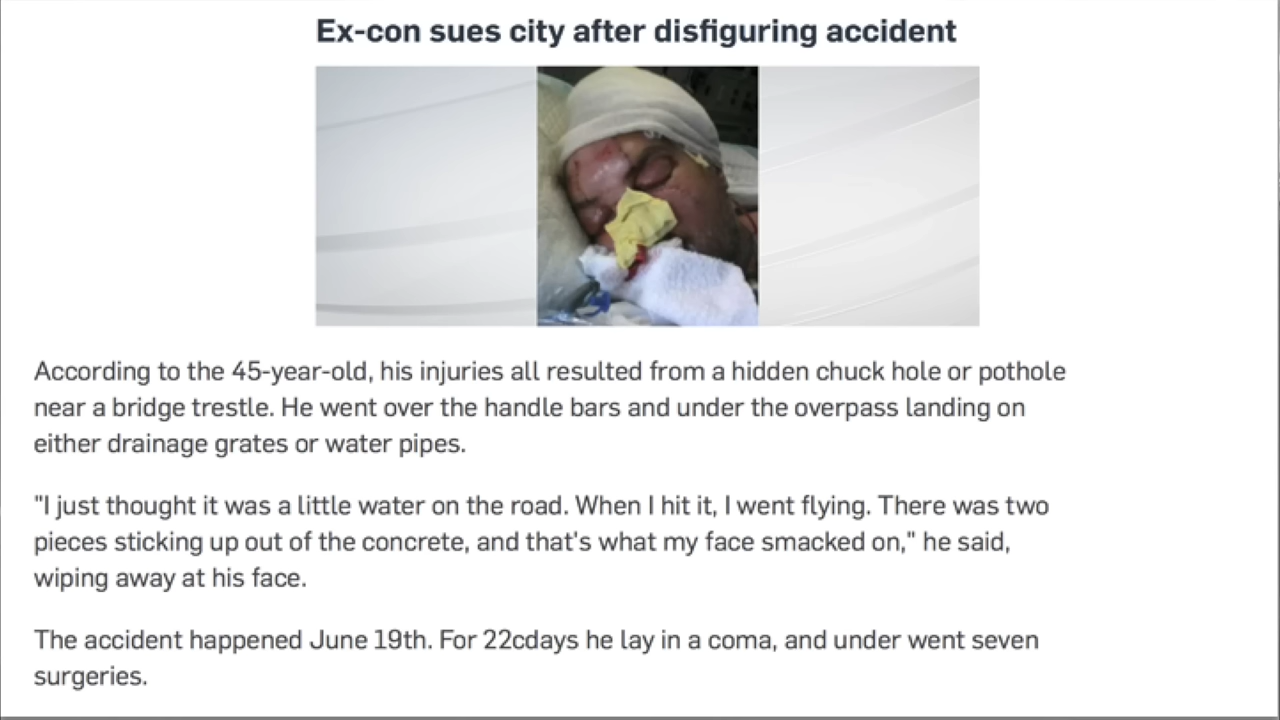 Ex-con sues city after disfiguring accident
According to the 45-year-old, his injuries all resulted from a hidden chuck hole or pothole
near a bridge trestle. He went over the handle bars and under the overpass landing on
either drainage grates or water pipes.
"I just thought it was a little water on the road. When I hit it, I went flying. There was two
pieces sticking up out of the concrete, and that's what my face smacked on," he said,
wiping away at his face.
The accident happened June 19th. For 22cdays he lay in a coma, and under went seven
surgeries.